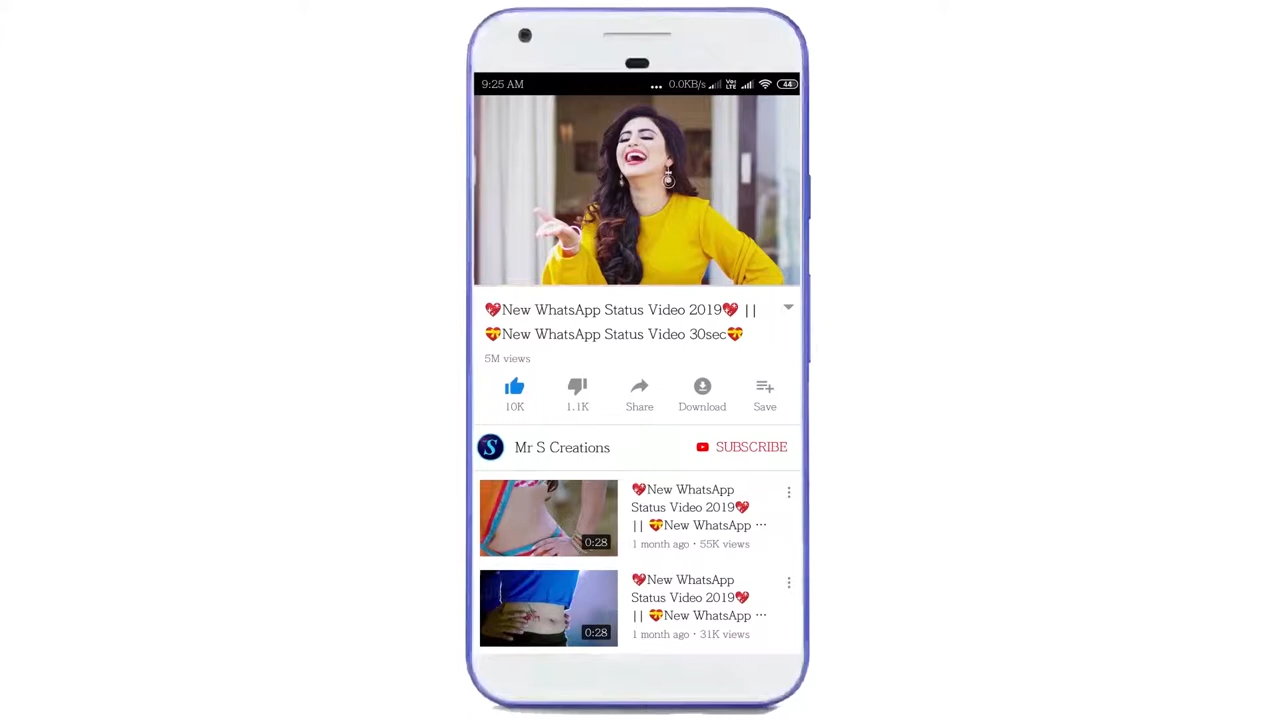 9:25 AM ... 0.0KB/s Vo) LTE 44
💖New WhatsApp Status Video 2019💖 ||
💝New WhatsApp Status Video 30sec💝
5M views
10K 1.1K Share Download Save
S Mr S Creations SUBSCRIBE
💖New WhatsApp
Status Video 2019💖
|| 💝New WhatsApp ...
0:28
1 month ago · 55K views
💖New WhatsApp
Status Video 2019💖
|| 💝New WhatsApp ...
0:28
1 month ago · 31K views